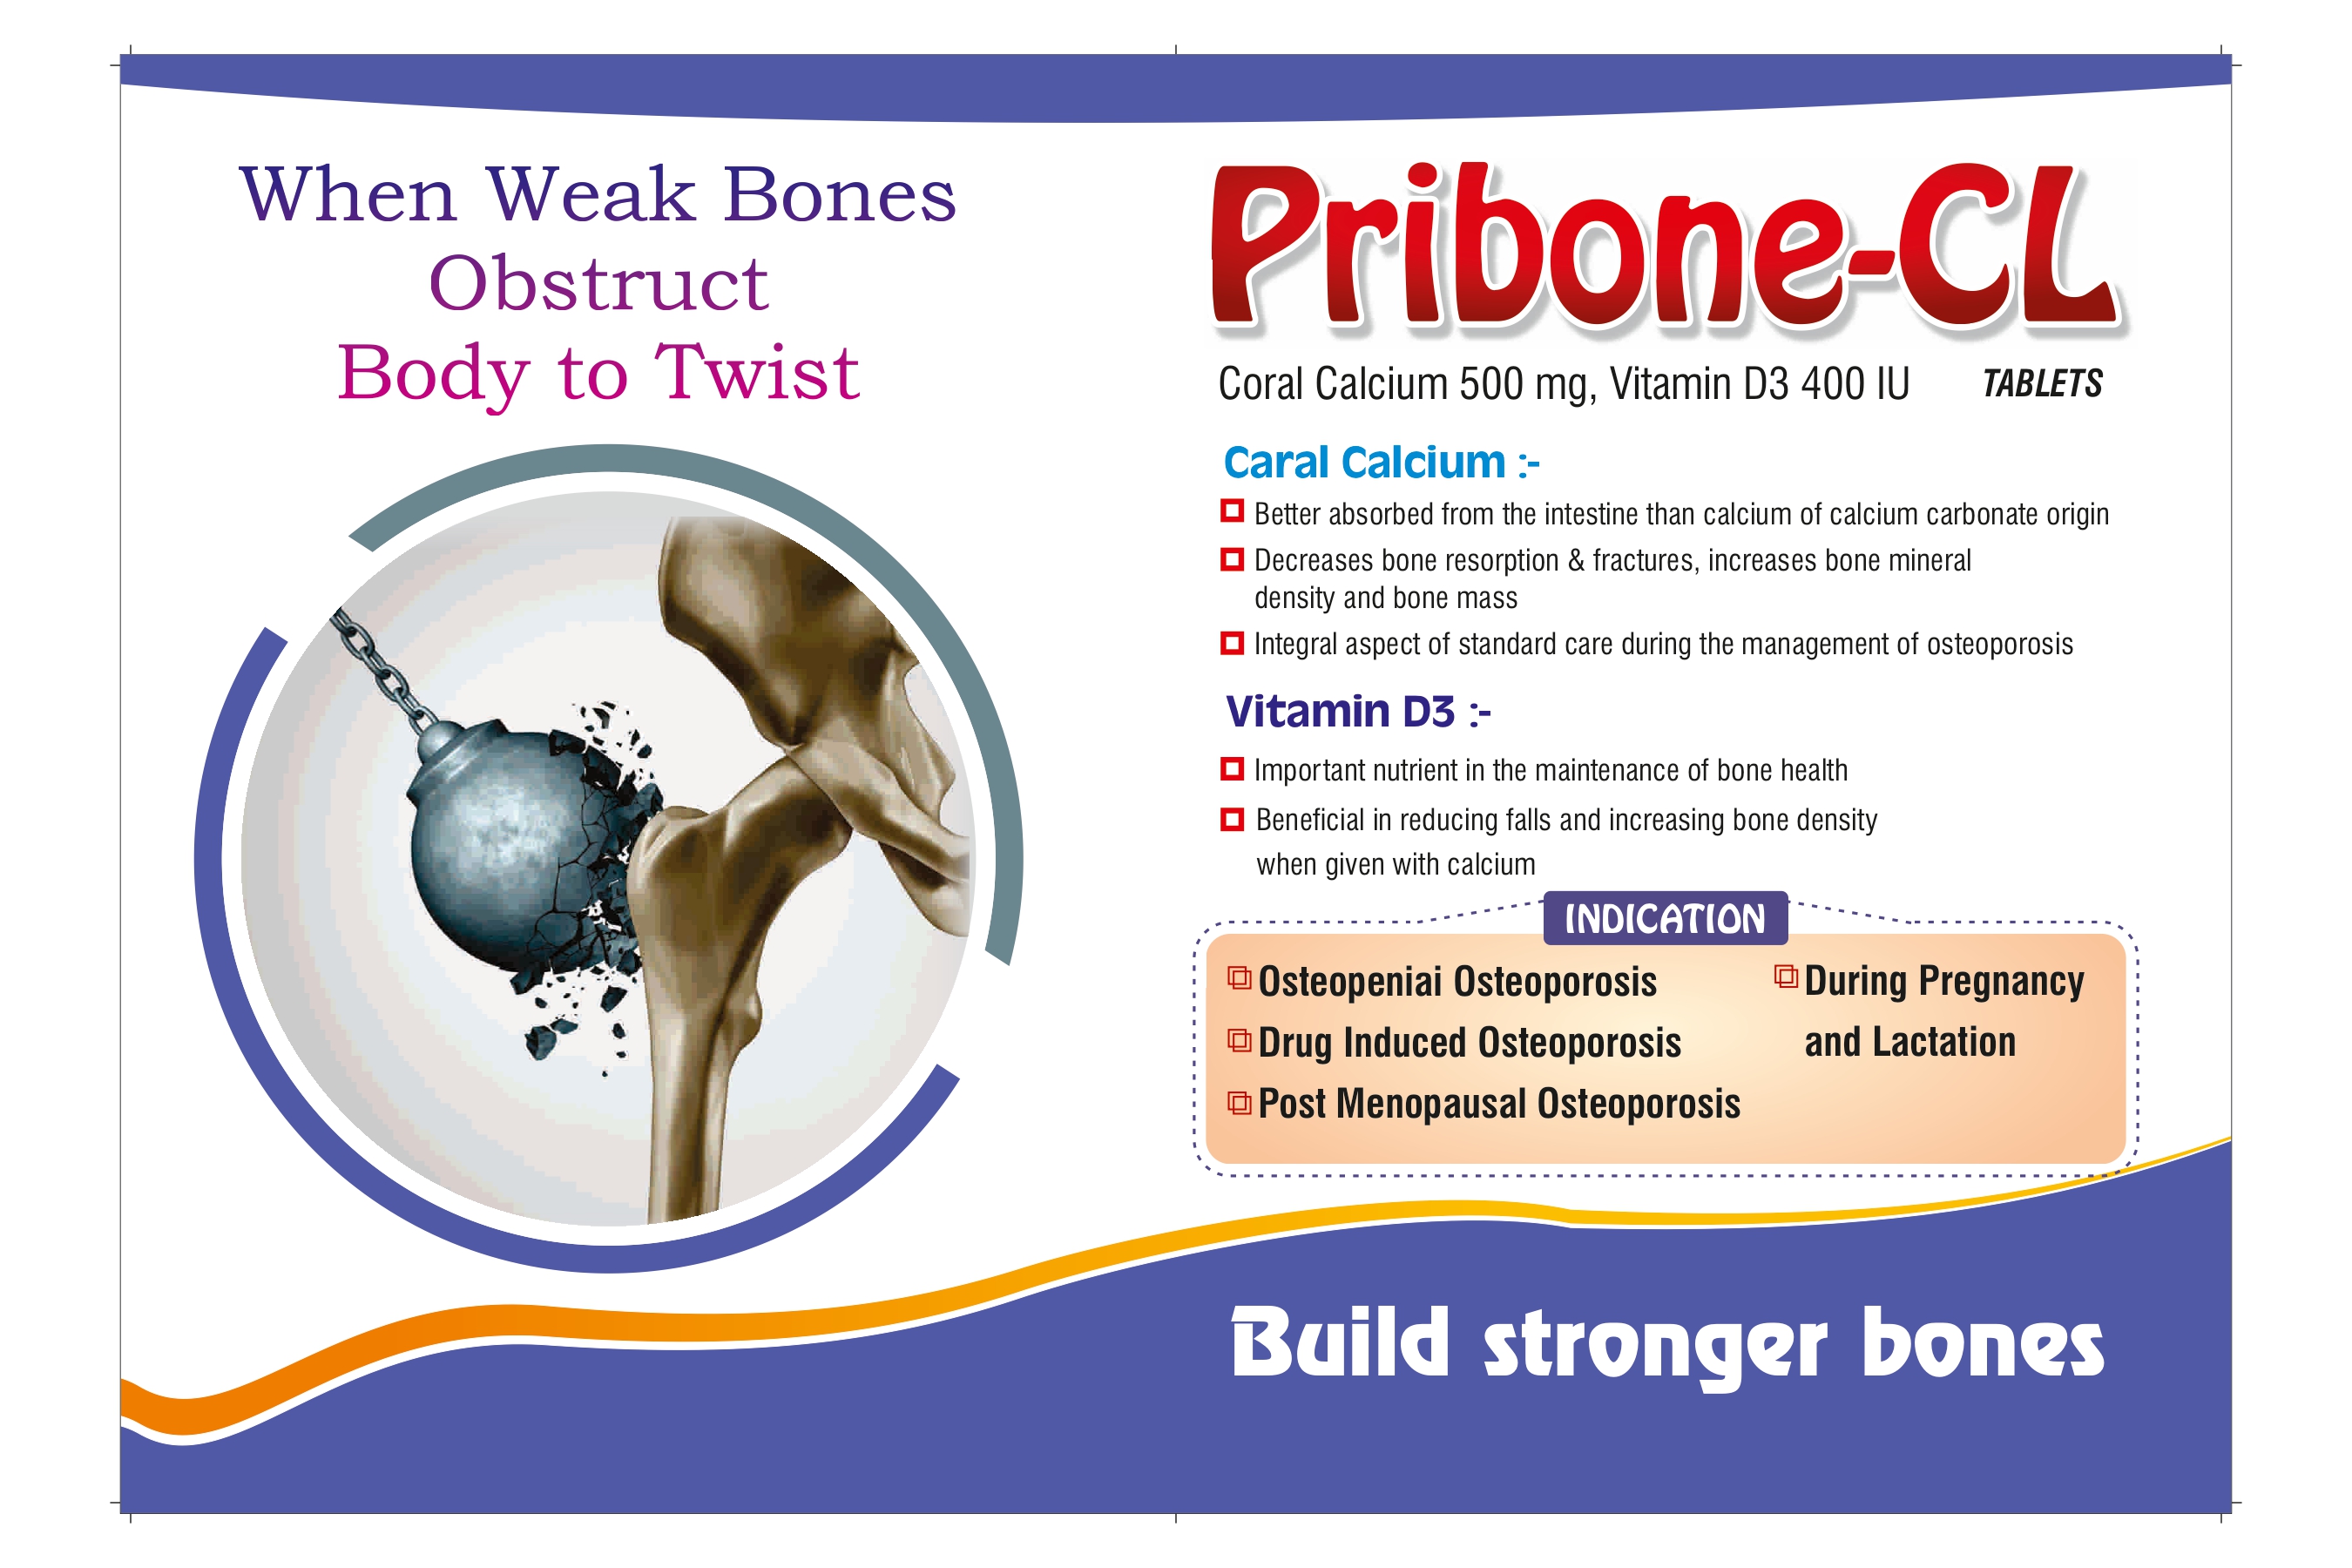 When Weak Bones
Obstruct
Body to Twist
Pribone-CL
Coral Calcium 500 mg, Vitamin D3 400 IU TABLETS
Caral Calcium :-
Better absorbed from the intestine than calcium of calcium carbonate origin
Decreases bone resorption & fractures, increases bone mineral
density and bone mass
Integral aspect of standard care during the management of osteoporosis
Vitamin D3 :-
Important nutrient in the maintenance of bone health
Beneficial in reducing falls and increasing bone density
when given with calcium
INDICATION
Osteopeniai Osteoporosis
Drug Induced Osteoporosis
Post Menopausal Osteoporosis
During Pregnancy
and Lactation
Build stronger bones